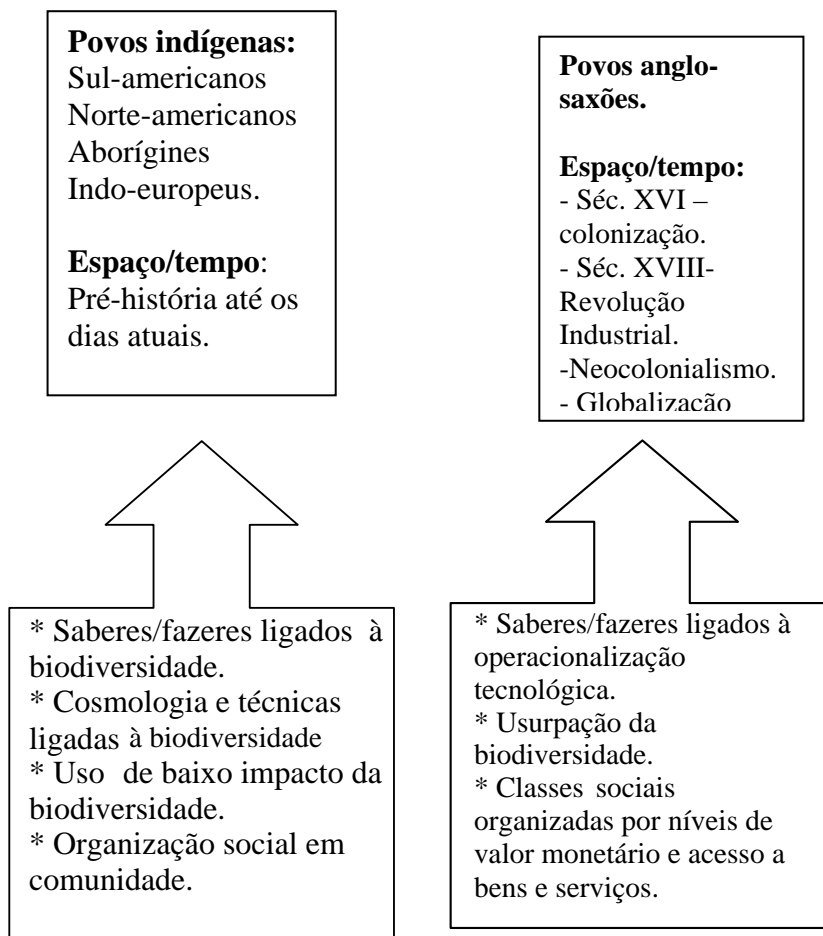 Povos indígenas:
Sul-americanos
Norte-americanos
Aborígines
Indo-europeus.
Espaço/tempo:
Pré-história até os
dias atuais.
Povos anglo-
saxões.
Espaço/tempo:
- Séc. XVI –
colonização.
- Séc. XVIII-
Revolução
Industrial.
-Neocolonialismo.
- Globalização
* Saberes/fazeres ligados à
biodiversidade.
* Cosmologia e técnicas
ligadas à biodiversidade
* Uso de baixo impacto da
biodiversidade.
* Organização social em
comunidade.
* Saberes/fazeres ligados à
operacionalização
tecnológica.
* Usurpação da
biodiversidade.
* Classes sociais
organizadas por níveis de
valor monetário e acesso a
bens e serviços.